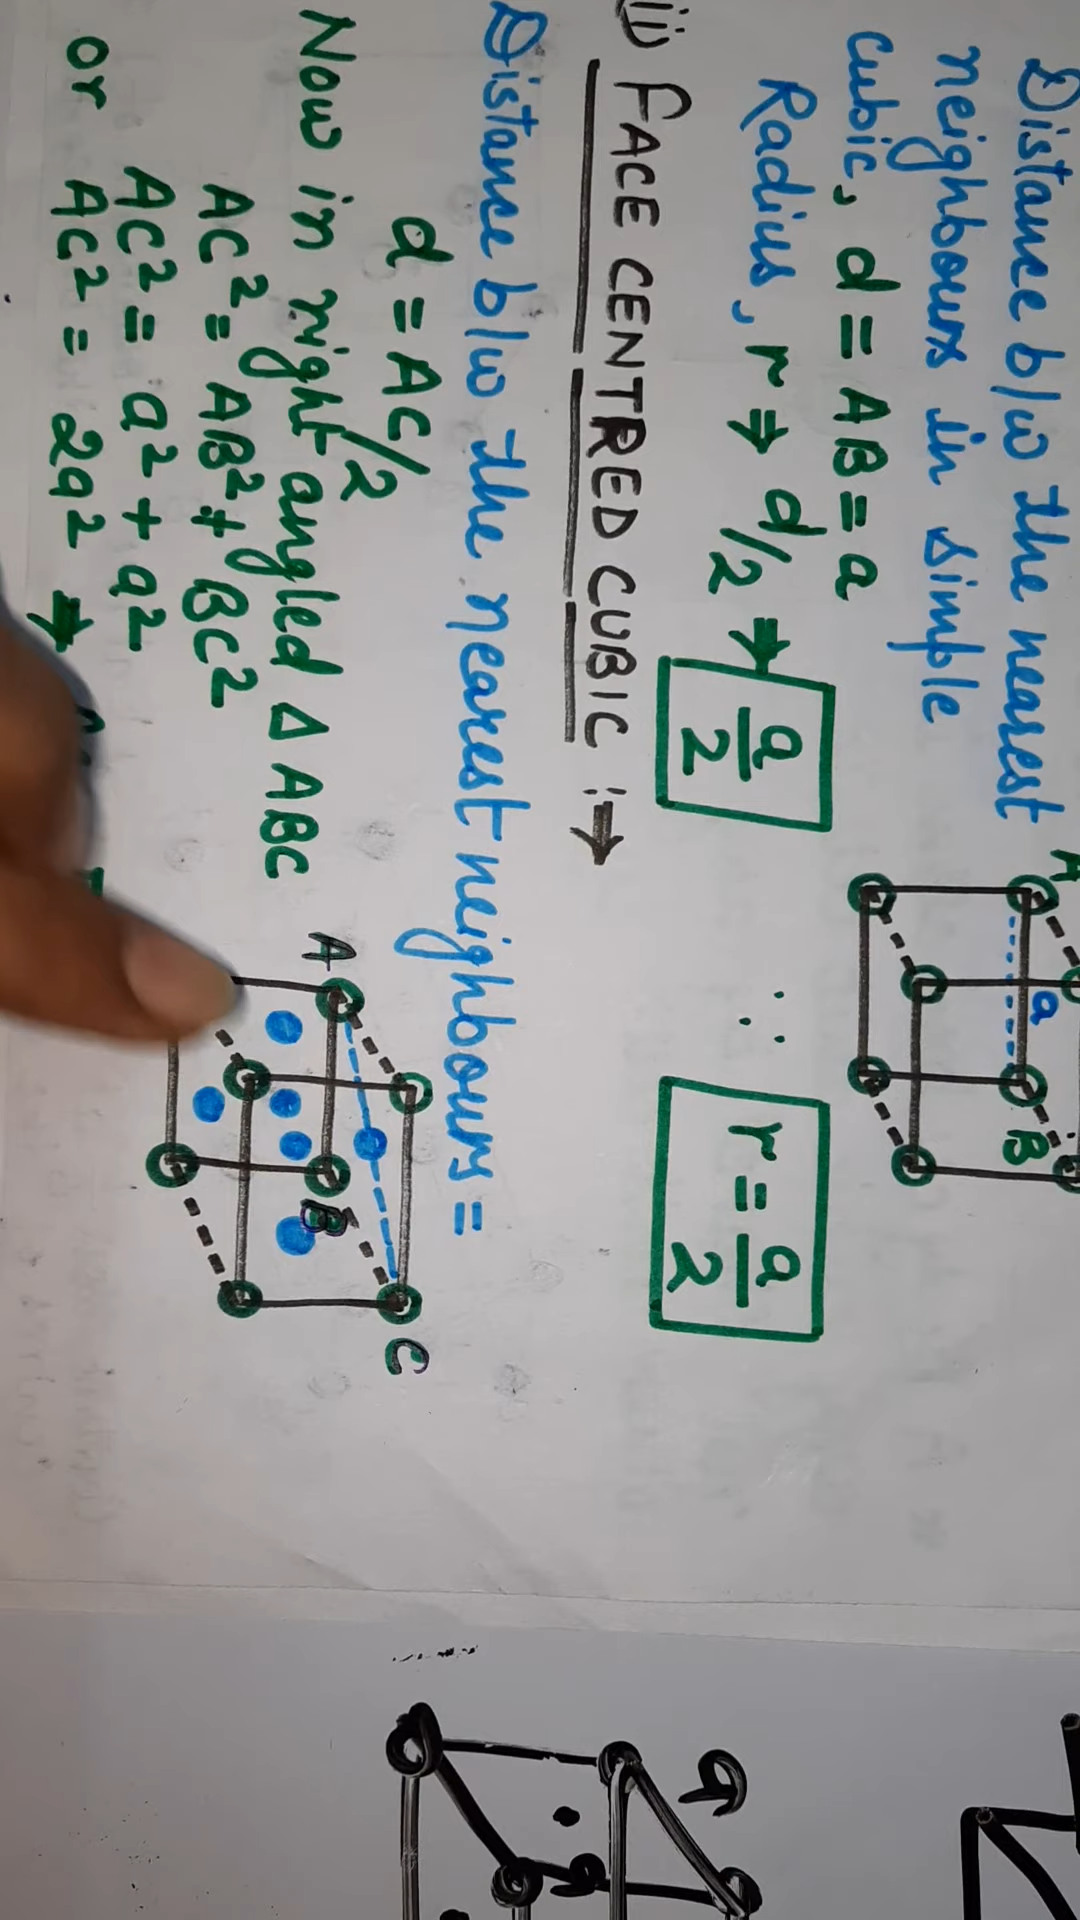 Distance b/w the nearest
neighbours in simple
cubic, d = AB = a
Radius, r → d/2 → a/2 ∴ r = a/2
A
a
B
ii) FACE CENTRED CUBIC :→
Distance b/w the nearest neighbours =
d = AC/2
Now in right angled Δ ABC
AC² = AB² + BC²
AC² = a² + a²
or AC² = 2a² →
A
B
C